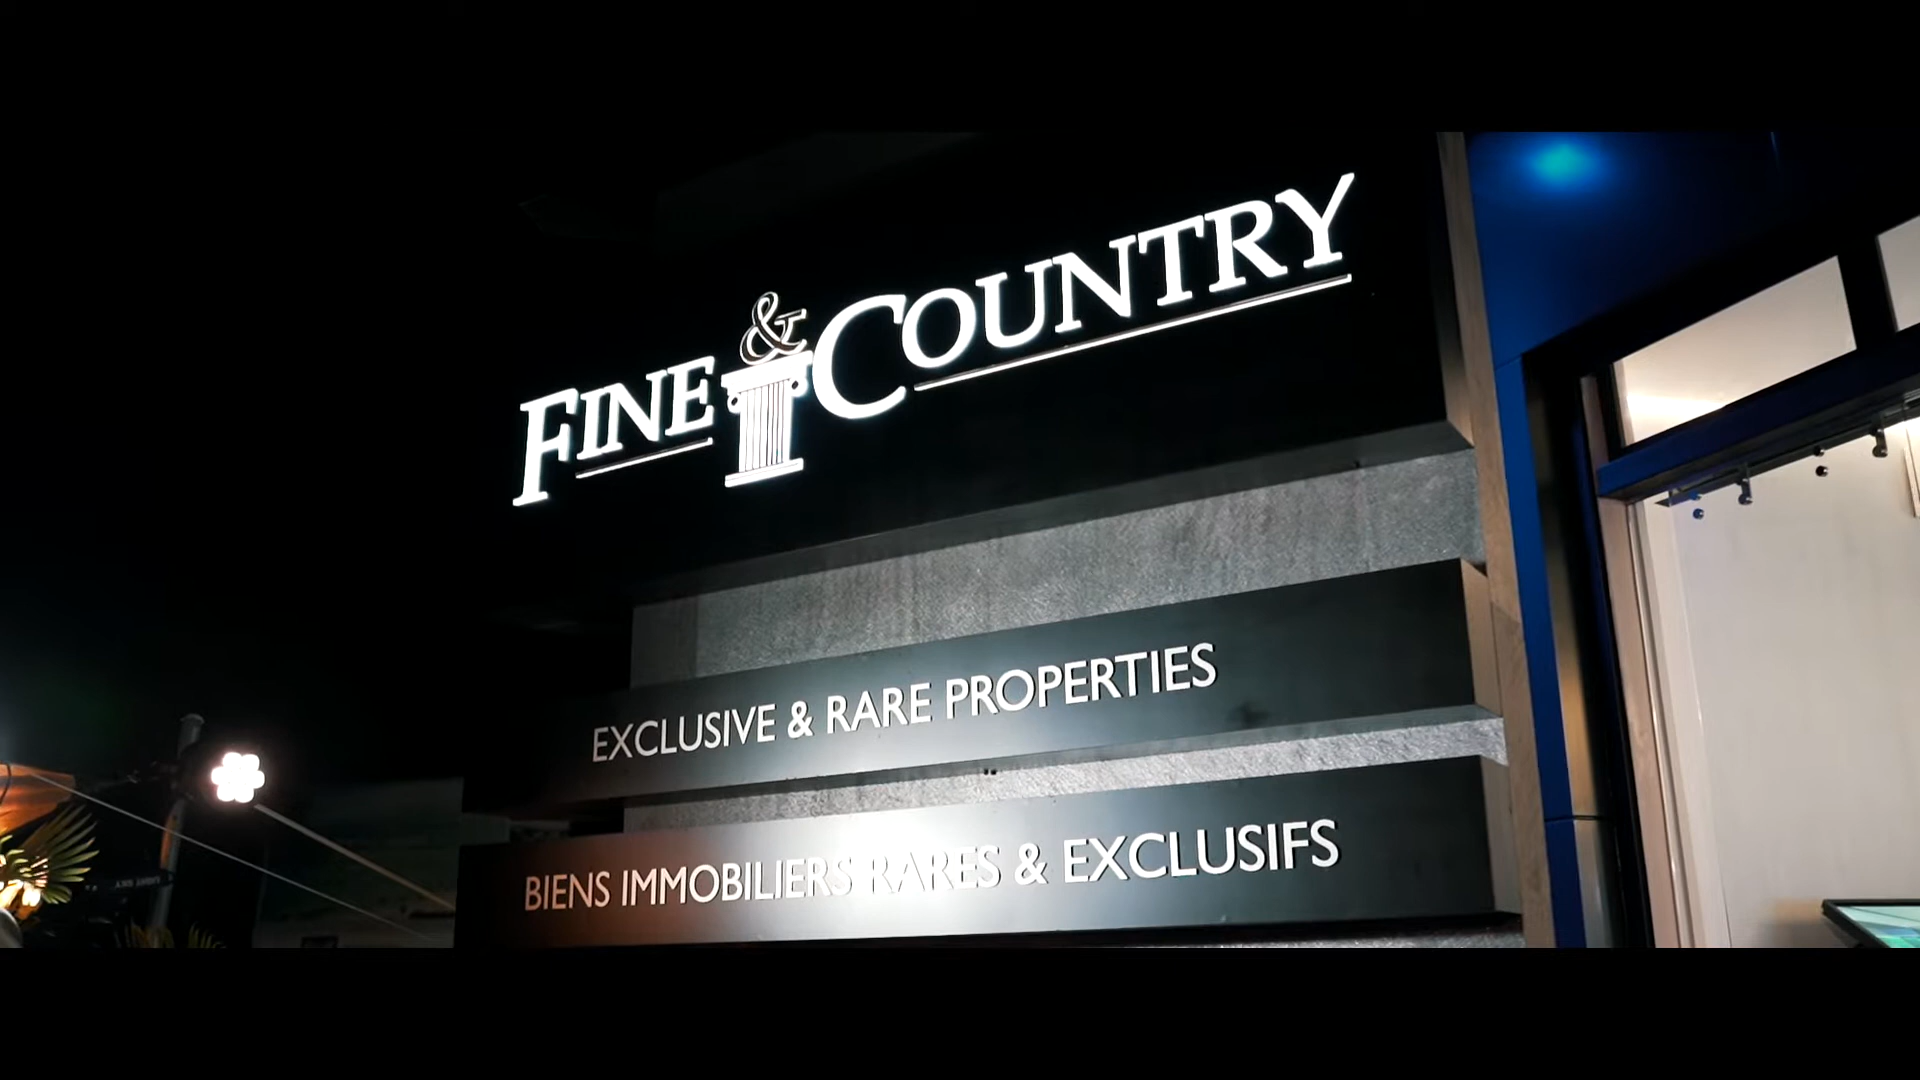 FINE & COUNTRY
EXCLUSIVE & RARE PROPERTIES
BIENS IMMOBILIERS RARES & EXCLUSIFS